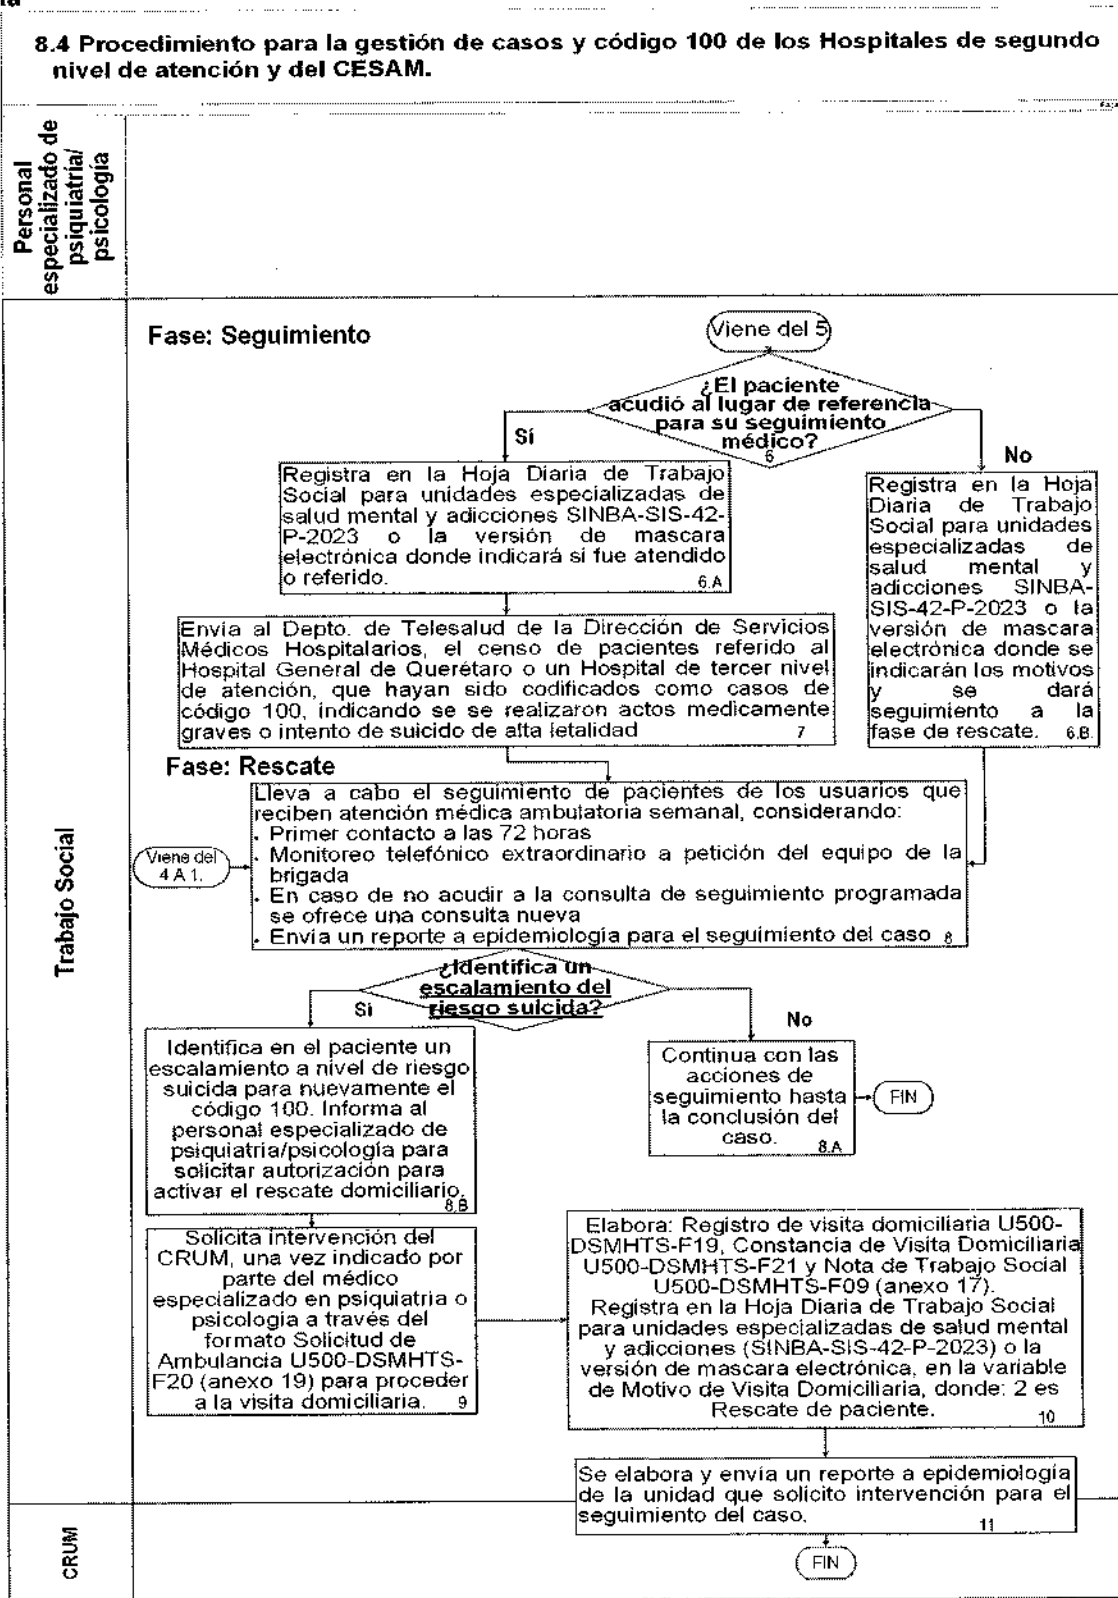 8.4 Procedimiento para la gestión de casos y código 100 de los Hospitales de segundo
nivel de atención y del CESAM.
Personal
especializado de
psiquiatría/
psicología
Fase: Seguimiento
Viene del 5
¿El paciente
acudió al lugar de referencia
para su seguimiento
médico?
6
Sí
No
Registra en la Hoja Diaria de Trabajo
Social para unidades especializadas de
salud mental y adicciones SINBA-SIS-42-
P-2023 o la versión de mascara
electrónica donde indicará si fue atendido
o referido.
6.A
Registra en la Hoja
Diaria de Trabajo
Social para unidades
especializadas de
salud mental y
adicciones SINBA-
SIS-42-P-2023 o la
versión de mascara
electrónica donde se
indicarán los motivos
y se dará
seguimiento a la
fase de rescate. 6.B.
Envía al Depto. de Telesalud de la Dirección de Servicios
Médicos Hospitalarios, el censo de pacientes referido al
Hospital General de Querétaro o un Hospital de tercer nivel
de atención, que hayan sido codificados como casos de
código 100, indicando se se realizaron actos medicamente
graves o intento de suicido de alta letalidad 7
Fase: Rescate
Trabajo Social
Viene del
4 A 1.
Lleva a cabo el seguimiento de pacientes de los usuarios que
reciben atención médica ambulatoria semanal, considerando:
. Primer contacto a las 72 horas
. Monitoreo telefónico extraordinario a petición del equipo de la
brigada
. En caso de no acudir a la consulta de seguimiento programada
se ofrece una consulta nueva
. Envía un reporte a epidemiología para el seguimiento del caso 8
¿Identifica un
escalamiento del
riesgo suicida?
Si
No
Identifica en el paciente un
escalamiento a nivel de riesgo
suicida para nuevamente el
código 100. Informa al
personal especializado de
psiquiatria/psicología para
solicitar autorización para
activar el rescate domiciliario.
8.B
Continua con las
acciones de
seguimiento hasta
la conclusión del
caso.
8.A
FIN
Solicita intervención del
CRUM, una vez indicado por
parte del médico
especializado en psiquiatria o
psicología a través del
formato Solicitud de
Ambulancia U500-DSMHTS-
F20 (anexo 19) para proceder
a la visita domiciliaria. 9
Elabora: Registro de visita domiciliaria U500-
DSMHTS-F19, Constancia de Visita Domiciliaria
U500-DSMHTS-F21 y Nota de Trabajo Social
U500-DSMHTS-F09 (anexo 17).
Registra en la Hoja Diaria de Trabajo Social
para unidades especializadas de salud mental
y adicciones (SINBA-SIS-42-P-2023) o la
versión de mascara electrónica, en la variable
de Motivo de Visita Domiciliaria, donde: 2 es
Rescate de paciente.
10
Se elabora y envía un reporte a epidemiología
de la unidad que solicito intervención para el
seguimiento del caso.
11
CRUM
FIN